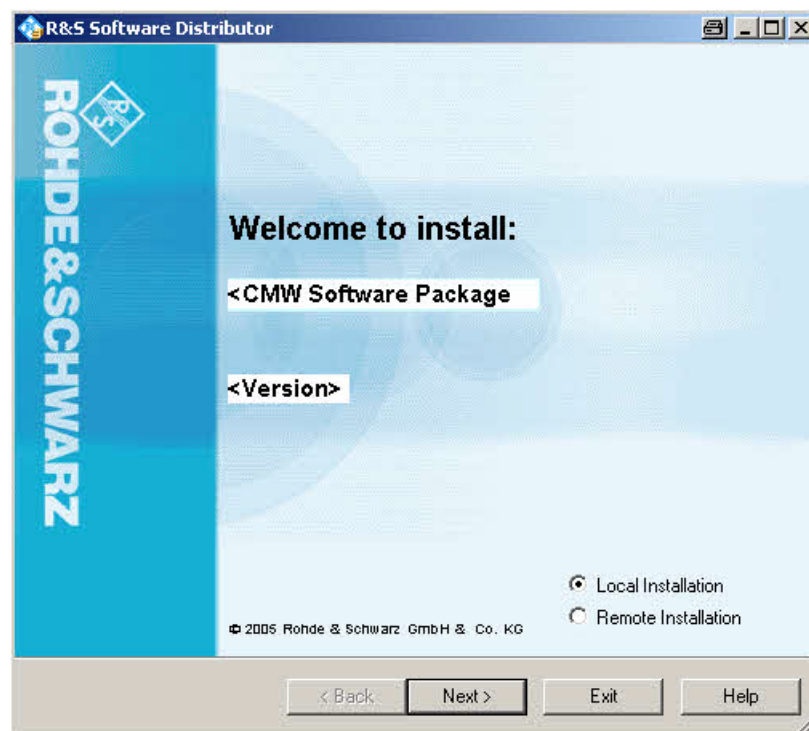 R&S Software Distributor
ROHDE&SCHWARZ
R
S
Welcome to install:
<CMW Software Package
<Version>
Local Installation
Remote Installation
© 2005 Rohde & Schwarz GmbH & Co. KG
< Back
Next >
Exit
Help